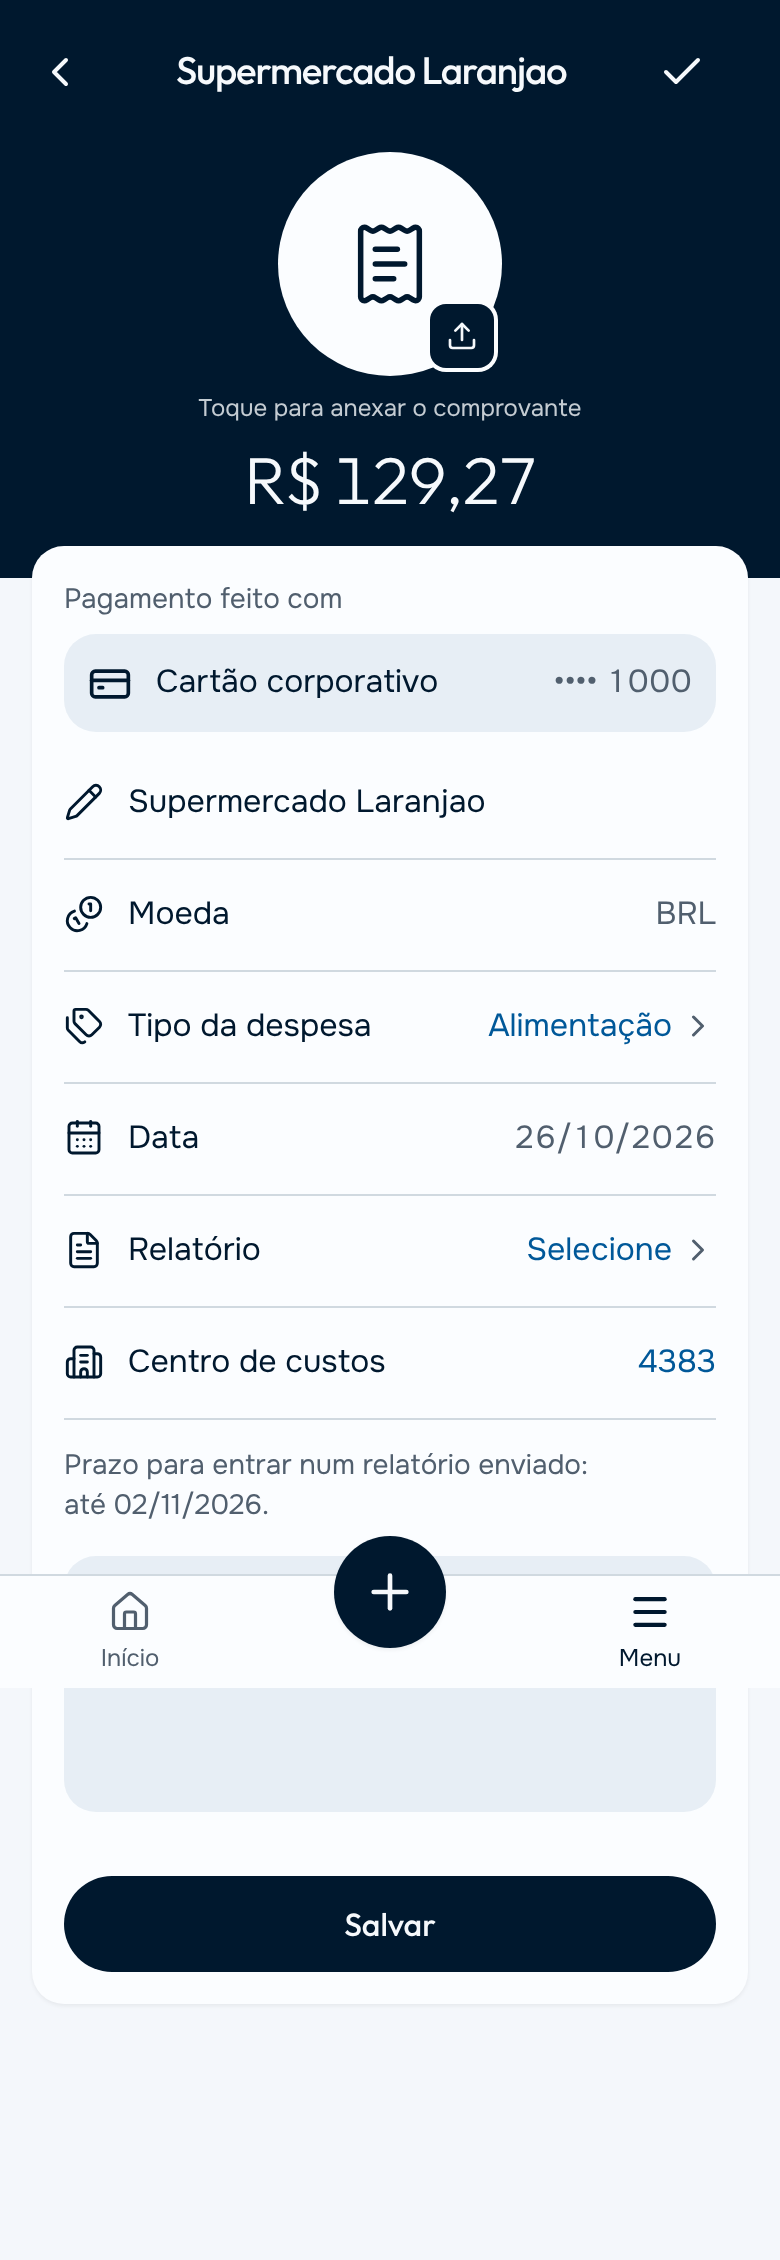 Supermercado Laranjao
Toque para anexar o comprovante
R$ 129,27
Pagamento feito com
Cartão corporativo •••• 1000
Supermercado Laranjao
Moeda BRL
Tipo da despesa Alimentação
Data 26/10/2026
Relatório Selecione
Centro de custos 4383
Prazo para entrar num relatório enviado:
até 02/11/2026.
Início Menu
Salvar